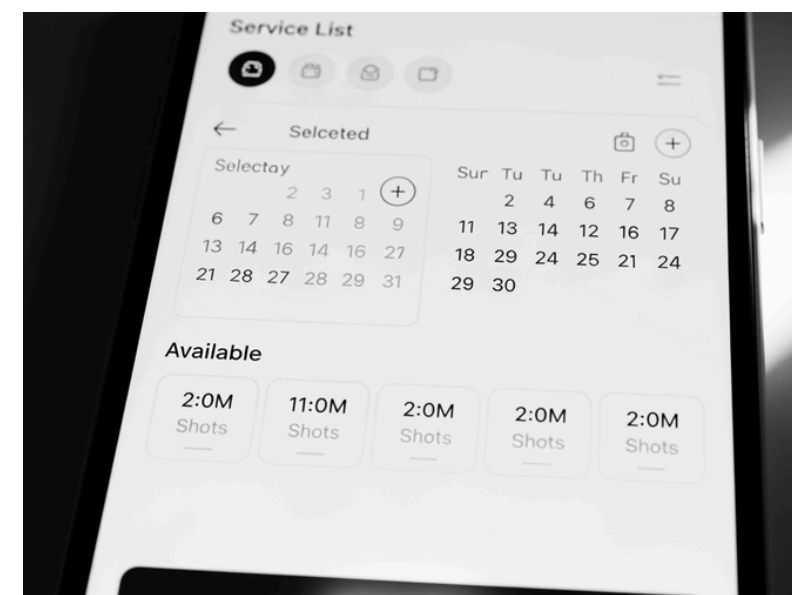 Service List
Selceted
Selectay
2 3 1
6 7 8 11 8 9
13 14 16 14 16 27
21 28 27 28 29 31
Sur Tu Tu Th Fr Su
2 4 6 7 8
11 13 14 12 16 17
18 29 24 25 21 24
29 30
Available
2:0M 11:0M 2:0M 2:0M 2:0M
Shots Shots Shots Shots Shots